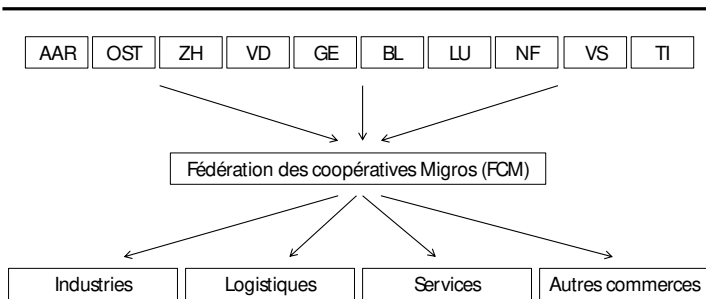 AAR OST ZH VD GE BL LU NF VS TI
Fédération des coopératives Migros (FCM)
Industries Logistiques Services Autres commerces